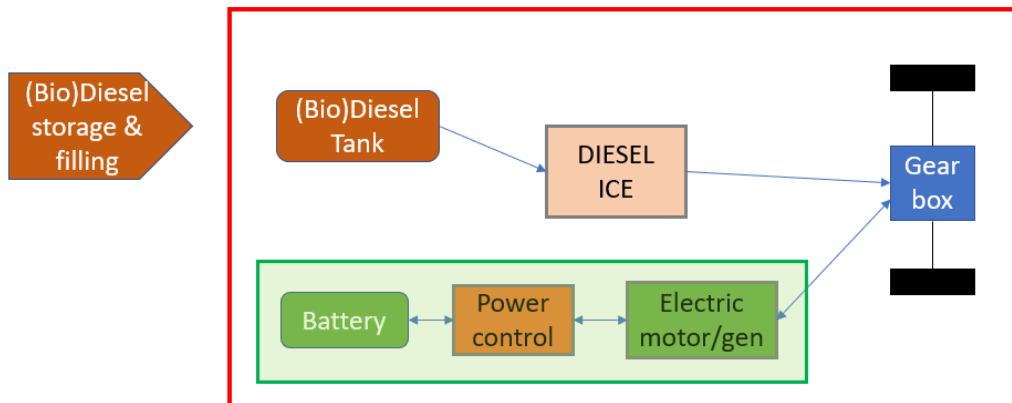 (Bio)Diesel
storage &
filling
(Bio)Diesel
Tank
DIESEL
ICE
Gear
box
Battery
Power
control
Electric
motor/gen